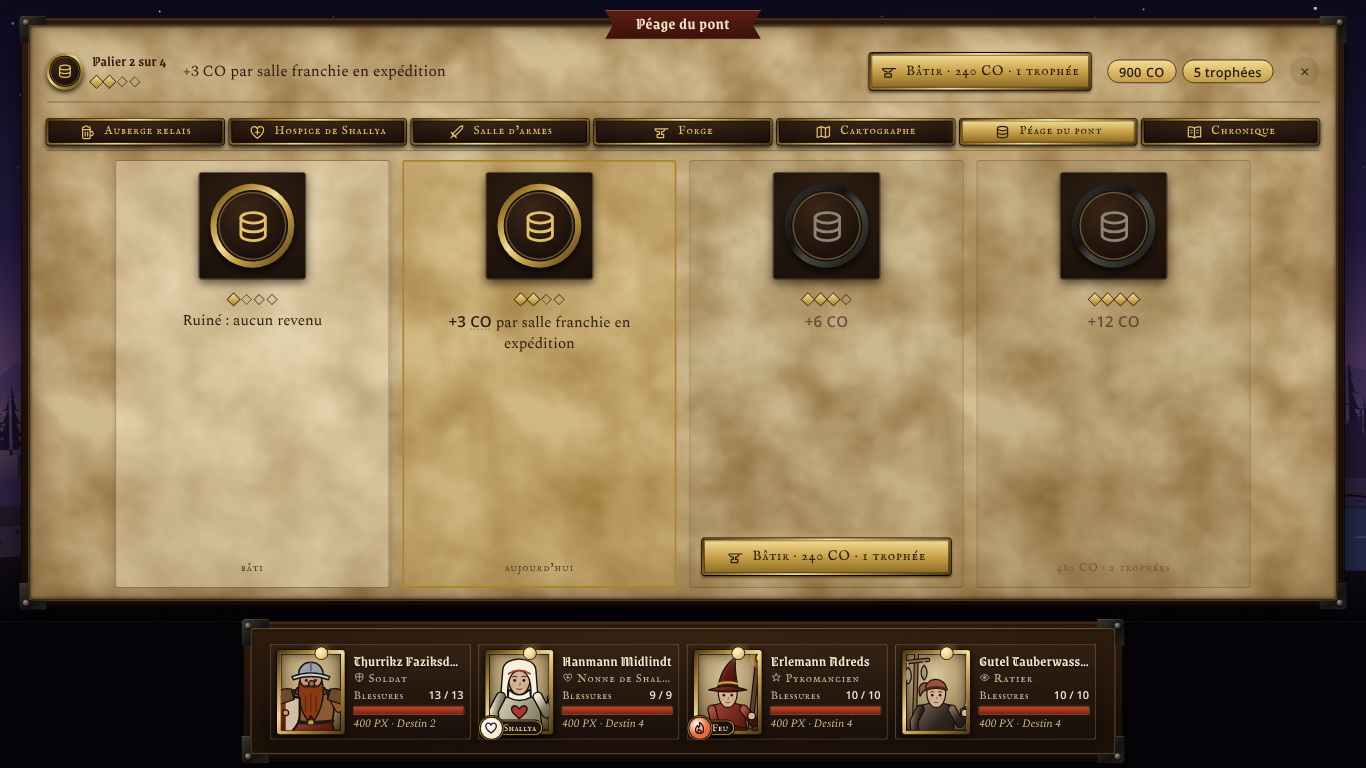 Péage du pont
Palier 2 sur 4
+3 CO par salle franchie en expédition
Bâtir · 240 CO · 1 trophée
900 CO
5 trophées
×
Auberge relais
Hospice de Shallya
Salle d'armes
Forge
Cartographe
Péage du pont
Chronique
Ruiné : aucun revenu
bâti
+3 CO par salle franchie en
expédition
aujourd'hui
+6 CO
Bâtir · 240 CO · 1 trophée
+12 CO
480 CO · 2 trophées
Thurrikz Faziksd...
Soldat
Blessures 13 / 13
400 PX · Destin 2
Hanmann Midlindt
Nonne de Shal...
Blessures 9 / 9
400 PX · Destin 4
Shallya
Erlemann Adreds
Pyromancien
Blessures 10 / 10
400 PX · Destin 4
Feu
Gutel Tauberwass...
Ratier
Blessures 10 / 10
400 PX · Destin 4